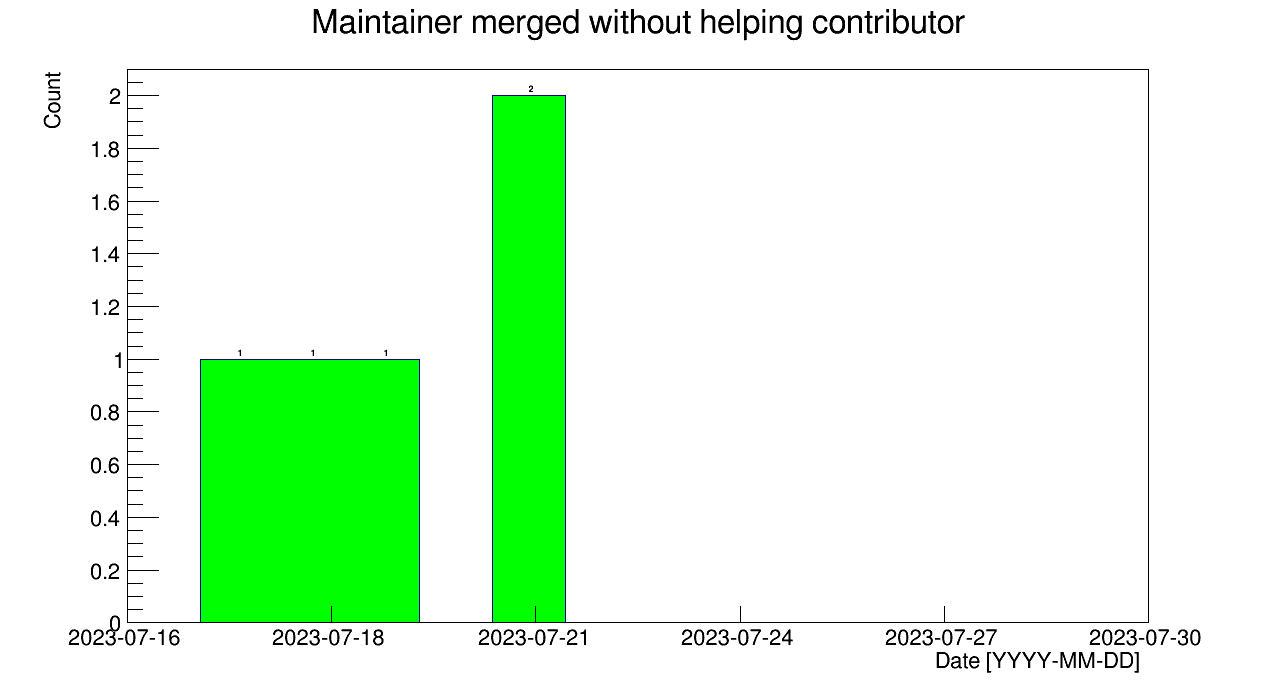 Maintainer merged without helping contributor
Count
2
1.8
1.6
1.4
1.2
1
0.8
0.6
0.4
0.2
0
1 1 1 2
2023-07-16 2023-07-18 2023-07-21 2023-07-24 2023-07-27 2023-07-30
Date [YYYY-MM-DD]